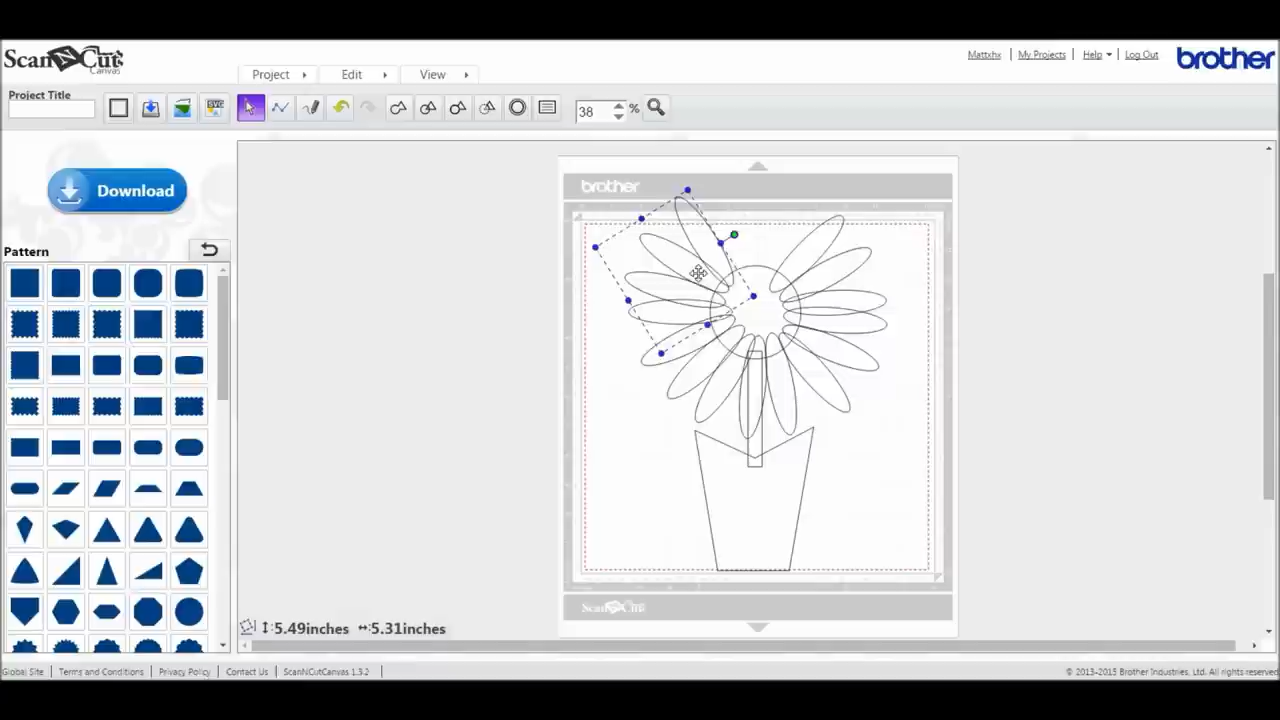 ScanNCut
Canvas
Project
Edit
View
Mattxhx
My Projects
Help
Log Out
brother
Project Title
SVG
38
%
Download
Pattern
brother
ScanNCut
5.49inches
5.31inches
Global Site
Terms and Conditions
Privacy Policy
Contact Us
ScanNCutCanvas 1.3.2
© 2013-2015 Brother Industries, Ltd. All rights reserved